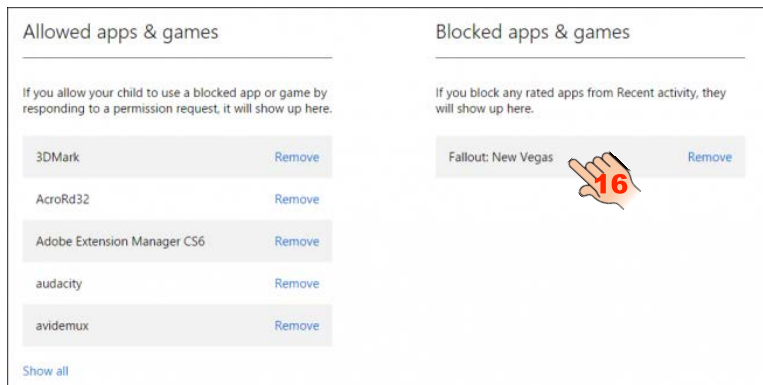 Allowed apps & games
If you allow your child to use a blocked app or game by
responding to a permission request, it will show up here.
3DMark Remove
AcroRd32 Remove
Adobe Extension Manager CS6 Remove
audacity Remove
avidemux Remove
Show all
Blocked apps & games
If you block any rated apps from Recent activity, they
will show up here.
Fallout: New Vegas Remove
16